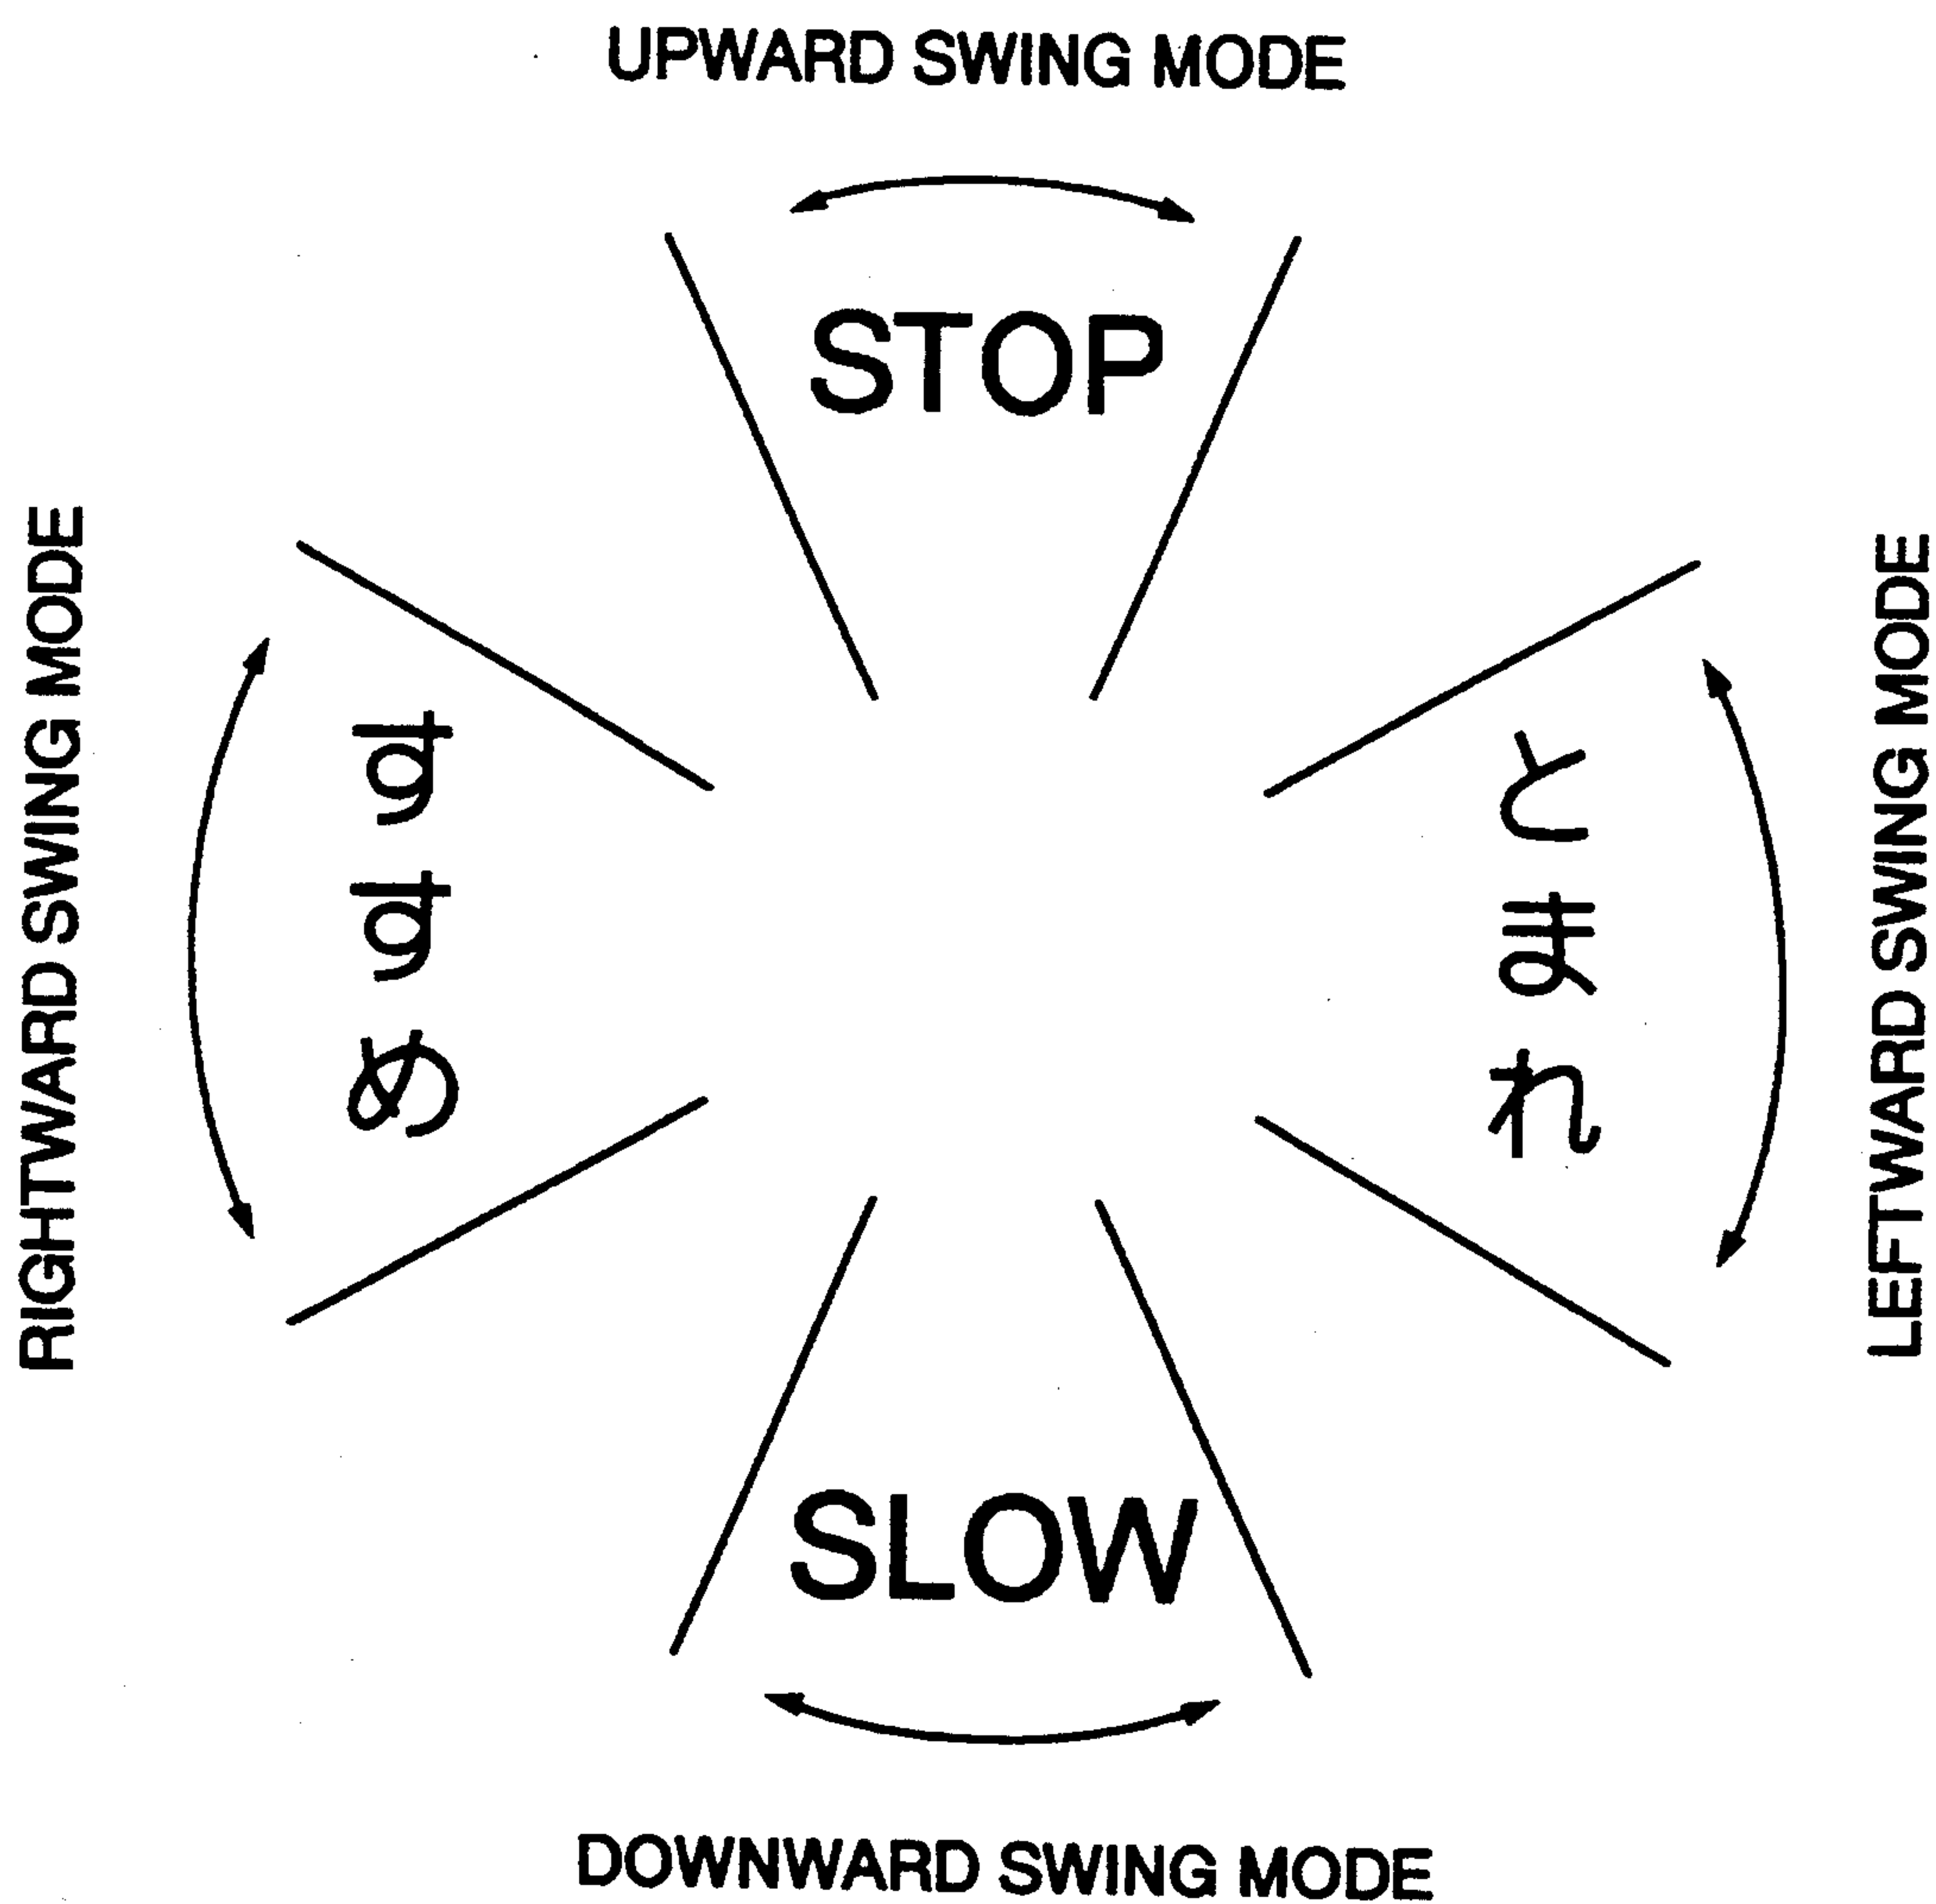 UPWARD SWING MODE
STOP
RIGHTWARD SWING MODE
すすめ
とまれ
LEFTWARD SWING MODE
SLOW
DOWNWARD SWING MODE